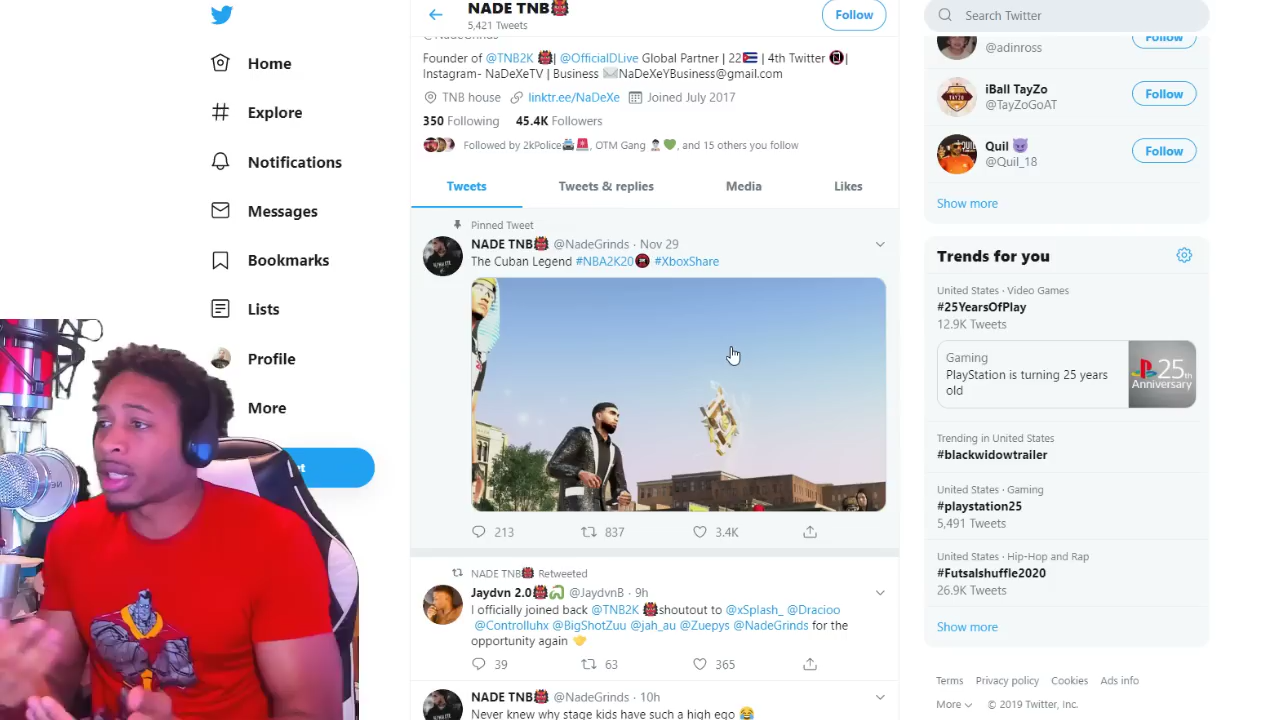 Home
Explore
Notifications
Messages
Bookmarks
Lists
Profile
More
NADE TNB👹
5,421 Tweets
Follow
Founder of @TNB2K 👹| @OfficialDLive Global Partner | 22🇨🇺 | 4th Twitter |
Instagram- NaDeXeTV | Business ✉️NaDeXeYBusiness@gmail.com
TNB house linktr.ee/NaDeXe Joined July 2017
350 Following 45.4K Followers
Followed by 2kPolice🚔🚨, OTM Gang 👨🏻‍🚀💚, and 15 others you follow
Tweets Tweets & replies Media Likes
Pinned Tweet
NADE TNB👹 @NadeGrinds · Nov 29
The Cuban Legend #NBA2K20 #XboxShare
213 837 3.4K
NADE TNB👹 Retweeted
Jaydvn 2.0👹🐍 @JaydvnB · 9h
I officially joined back @TNB2K 👹shoutout to @xSplash_ @Dracioo
@Controlluhx @BigShotZuu @jah_au @Zuepys @NadeGrinds for the
opportunity again 🤝
39 63 365
NADE TNB👹 @NadeGrinds · 10h
Never knew why stage kids have such a high ego 😂
Search Twitter
@adinross
Follow
iBall TayZo
@TayZoGoAT
Follow
Quil 😈
@Quil_18
Follow
Show more
Trends for you
United States · Video Games
#25YearsOfPlay
12.9K Tweets
Gaming
PlayStation is turning 25 years
old
25th
ANNIVERSARY
Trending in United States
#blackwidowtrailer
United States · Gaming
#playstation25
5,491 Tweets
United States · Hip-Hop and Rap
#Futsalshuffle2020
26.9K Tweets
Show more
Terms Privacy policy Cookies Ads info
More © 2019 Twitter, Inc.